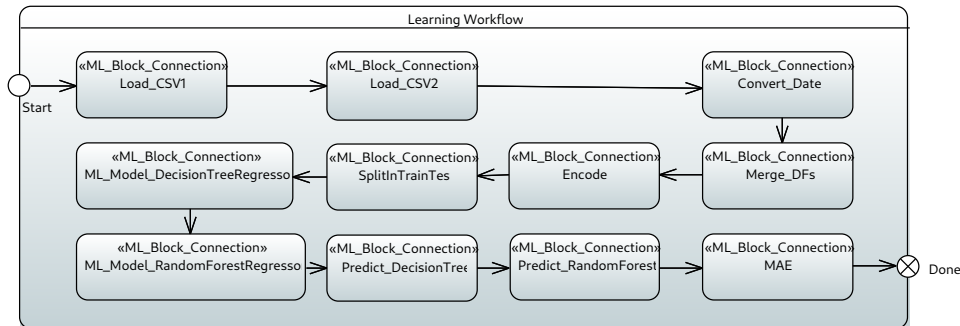 Learning Workflow
«ML_Block_Connection»
Load_CSV1
«ML_Block_Connection»
Load_CSV2
«ML_Block_Connection»
Convert_Date
Start
«ML_Block_Connection»
ML_Model_DecisionTreeRegresso
«ML_Block_Connection»
SplitInTrainTes
«ML_Block_Connection»
Encode
«ML_Block_Connection»
Merge_DFs
«ML_Block_Connection»
ML_Model_RandomForestRegresso
«ML_Block_Connection»
Predict_DecisionTree
«ML_Block_Connection»
Predict_RandomForest
«ML_Block_Connection»
MAE
Done